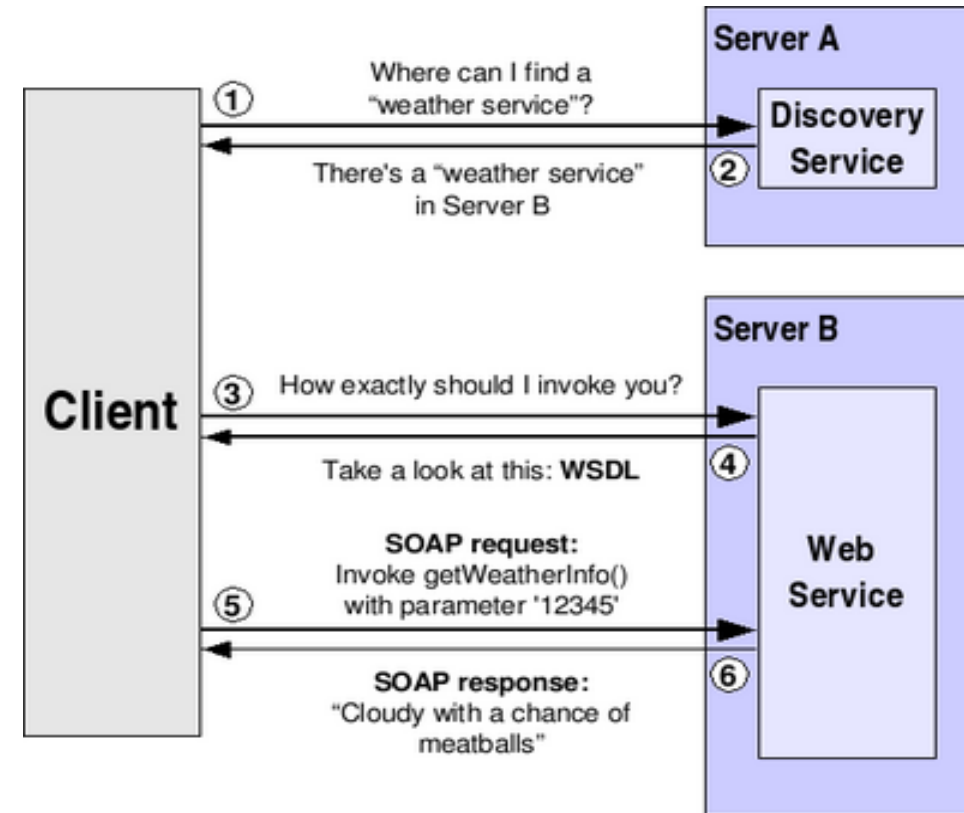 Server A
Where can I find a
“weather service”?
1
Discovery
Service
2
There's a “weather service”
in Server B
Server B
Client
3
How exactly should I invoke you?
4
Take a look at this: WSDL
Web
Service
SOAP request:
Invoke getWeatherInfo()
with parameter '12345'
5
6
SOAP response:
“Cloudy with a chance of
meatballs”